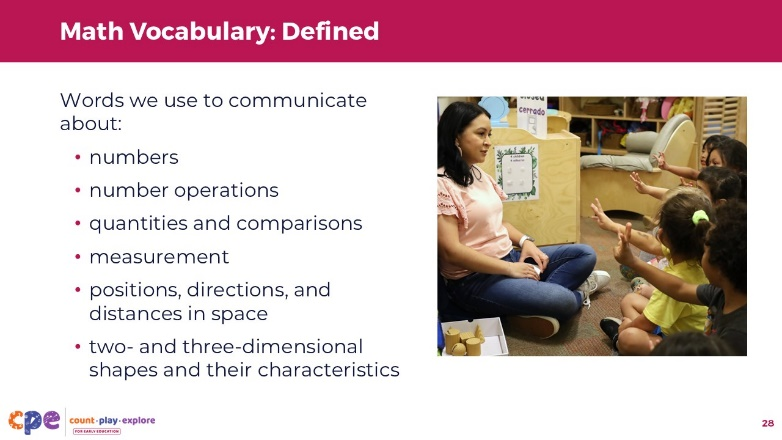 Math Vocabulary: Defined
Words we use to communicate
about:
• numbers
• number operations
• quantities and comparisons
• measurement
• positions, directions, and
distances in space
• two- and three-dimensional
shapes and their characteristics
closed
cerrado
cpe
count · play · explore
FOR EARLY EDUCATION
28